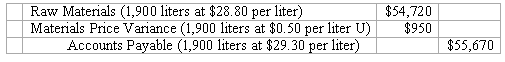 Raw Materials (1,900 liters at $28.80 per liter) $54,720
Materials Price Variance (1,900 liters at $0.50 per liter U) $950
Accounts Payable (1,900 liters at $29.30 per liter) $55,670